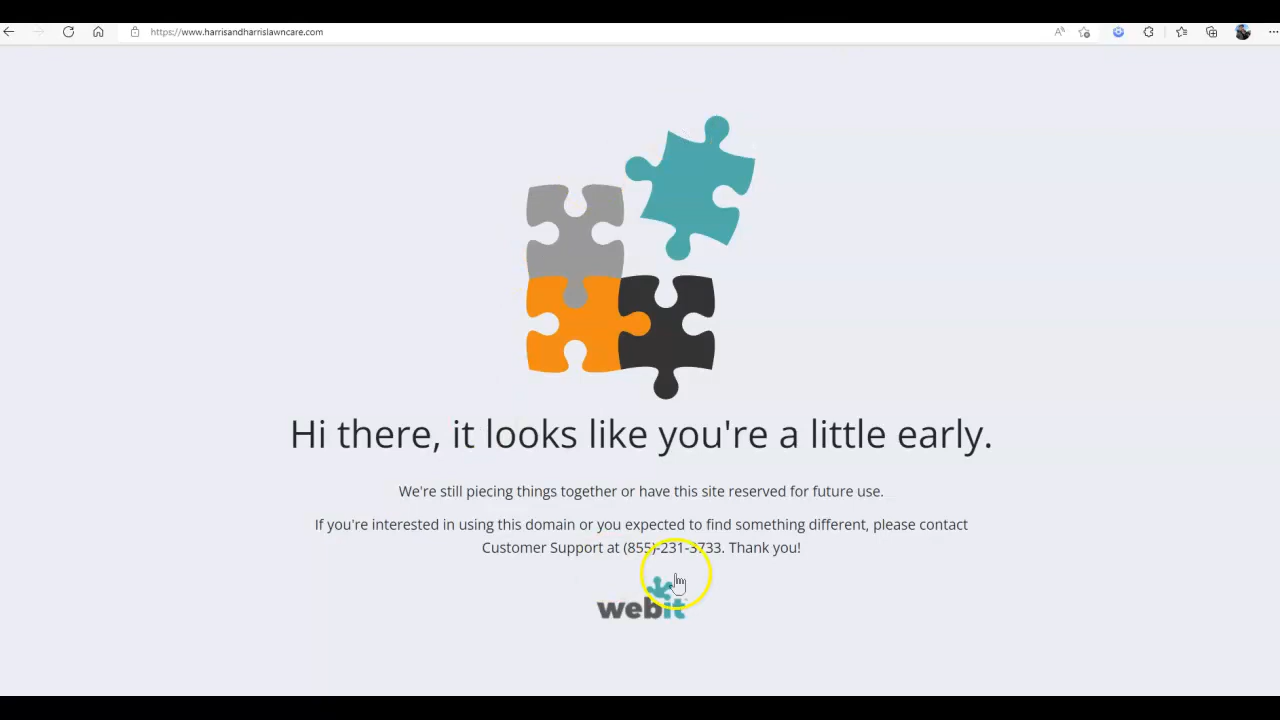 https://www.harrisandharrislawncare.com
Hi there, it looks like you're a little early.
We're still piecing things together or have this site reserved for future use.
If you're interested in using this domain or you expected to find something different, please contact
Customer Support at (855)-231-3733. Thank you!
webit